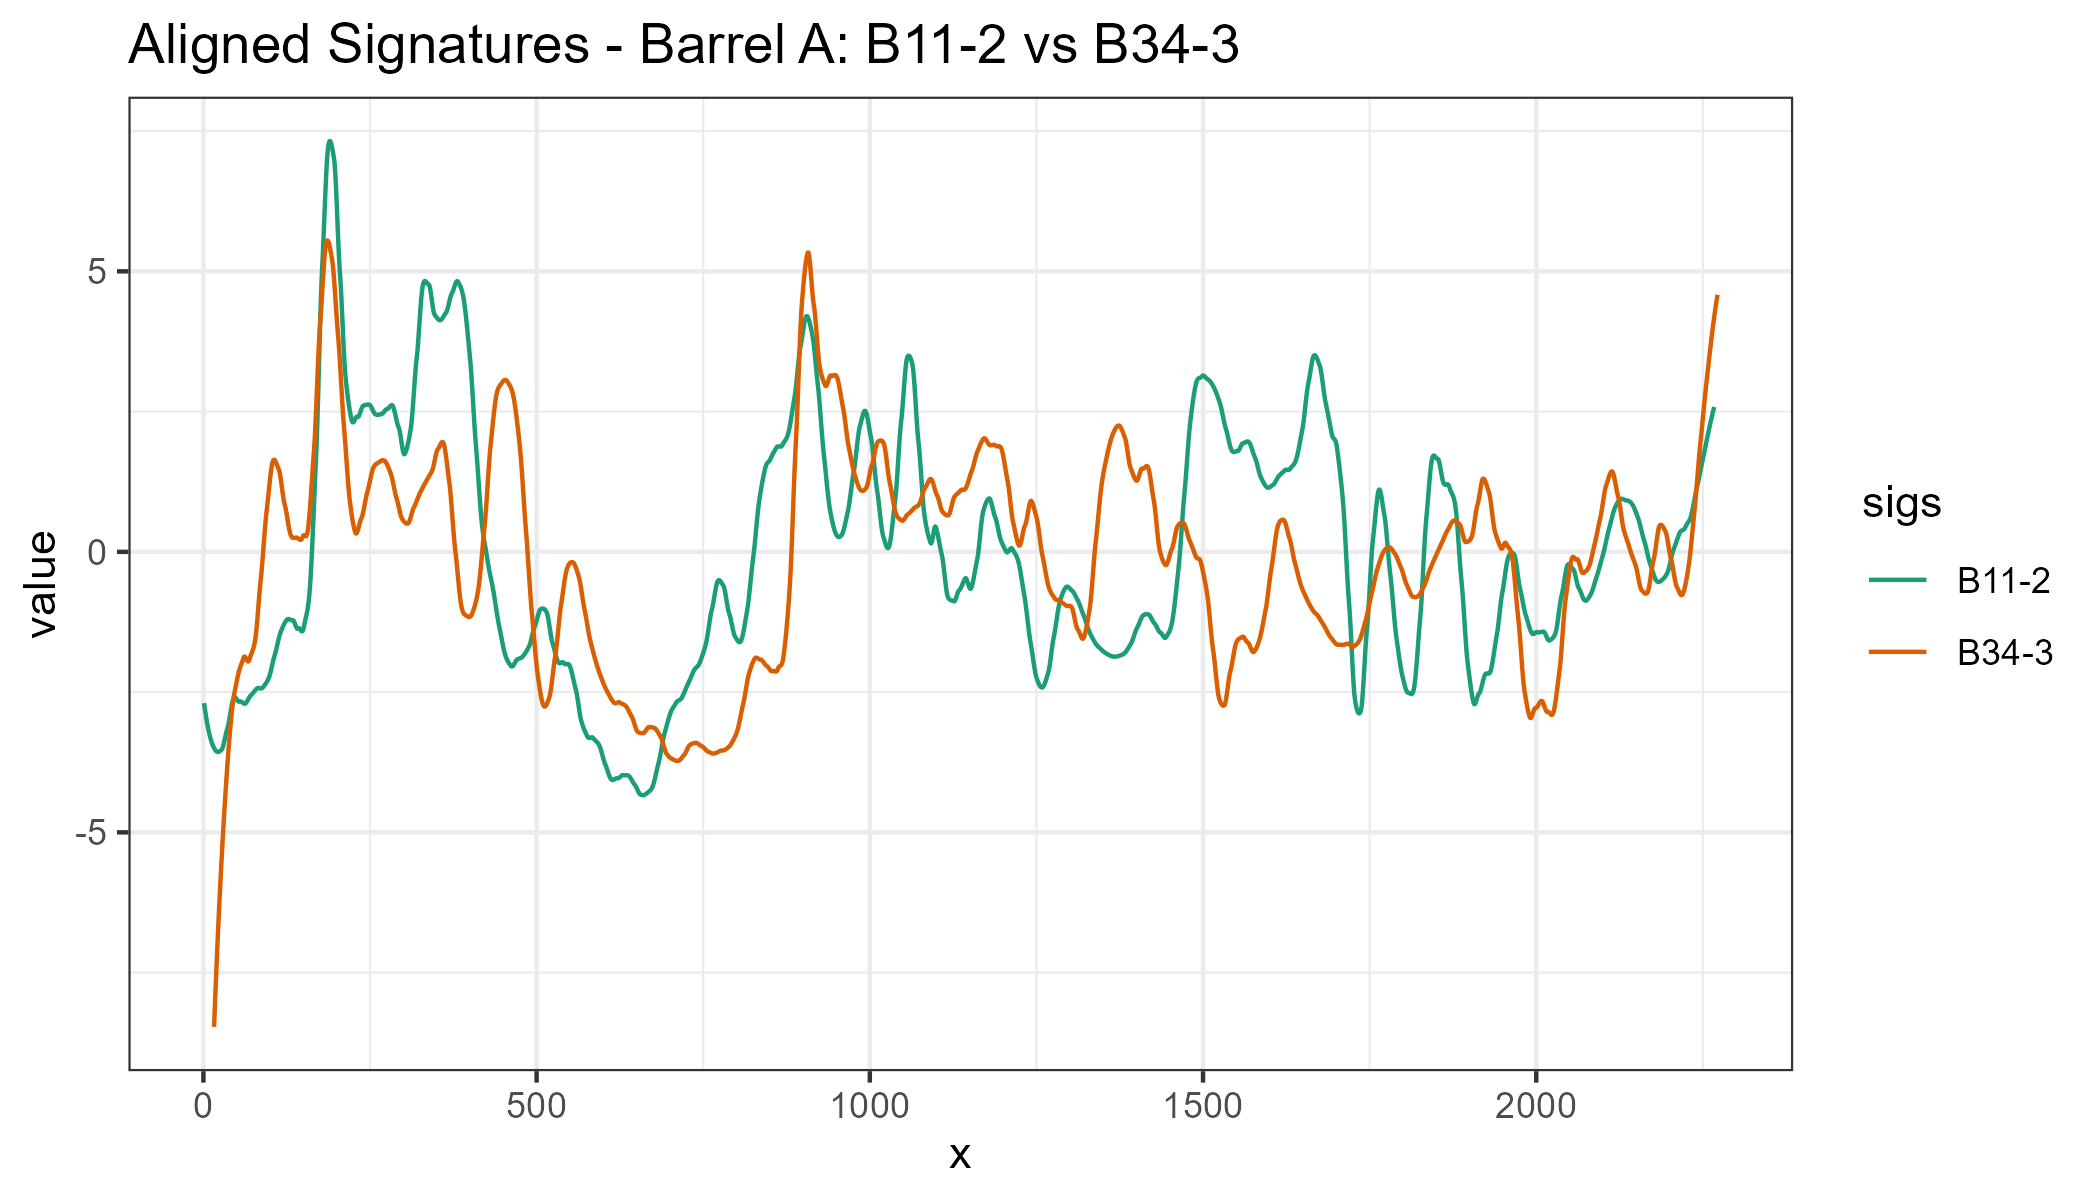 Aligned Signatures - Barrel A: B11-2 vs B34-3
value
5
0
-5
0 500 1000 1500 2000
x
sigs
B11-2
B34-3